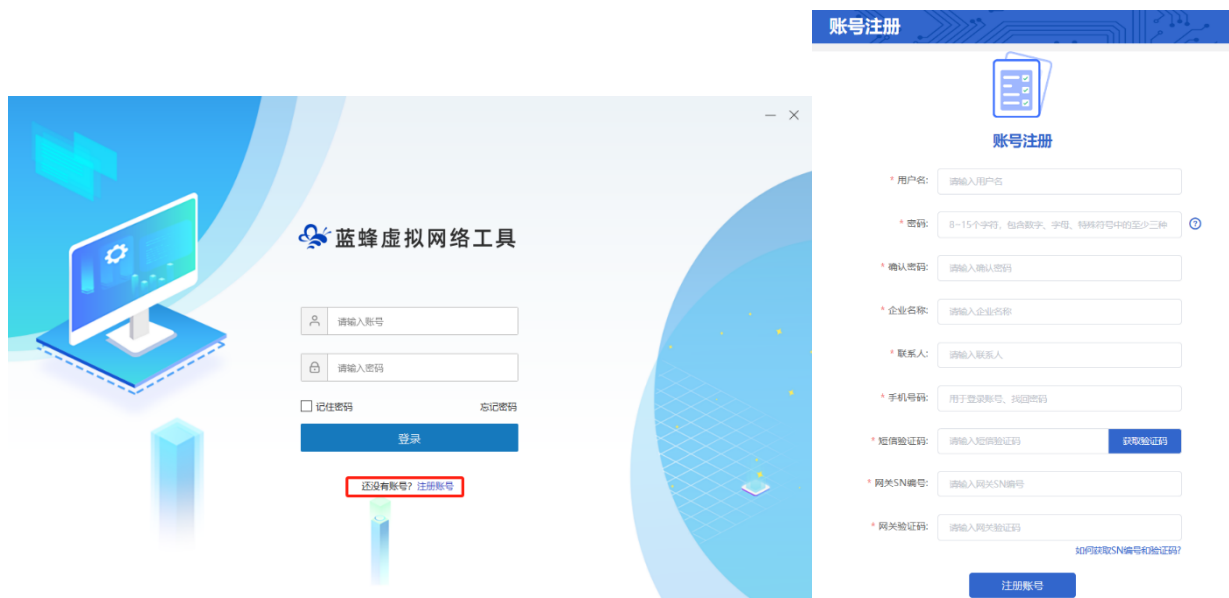 蓝蜂虚拟网络工具
请输入账号
请输入密码
记住密码 忘记密码
登录
还没有账号? 注册账号
账号注册
账号注册
* 用户名: 请输入用户名
* 密码: 8~15个字符，包含数字、字母、特殊符号中的至少三种 ?
* 确认密码: 请输入确认密码
* 企业名称: 请输入企业名称
* 联系人: 请输入联系人
* 手机号码: 用于登录账号、找回密码
* 短信验证码: 请输入短信验证码 获取验证码
* 网关SN编号: 请输入网关SN编号
* 网关验证码: 请输入网关验证码
如何获取SN编号和验证码?
注册账号